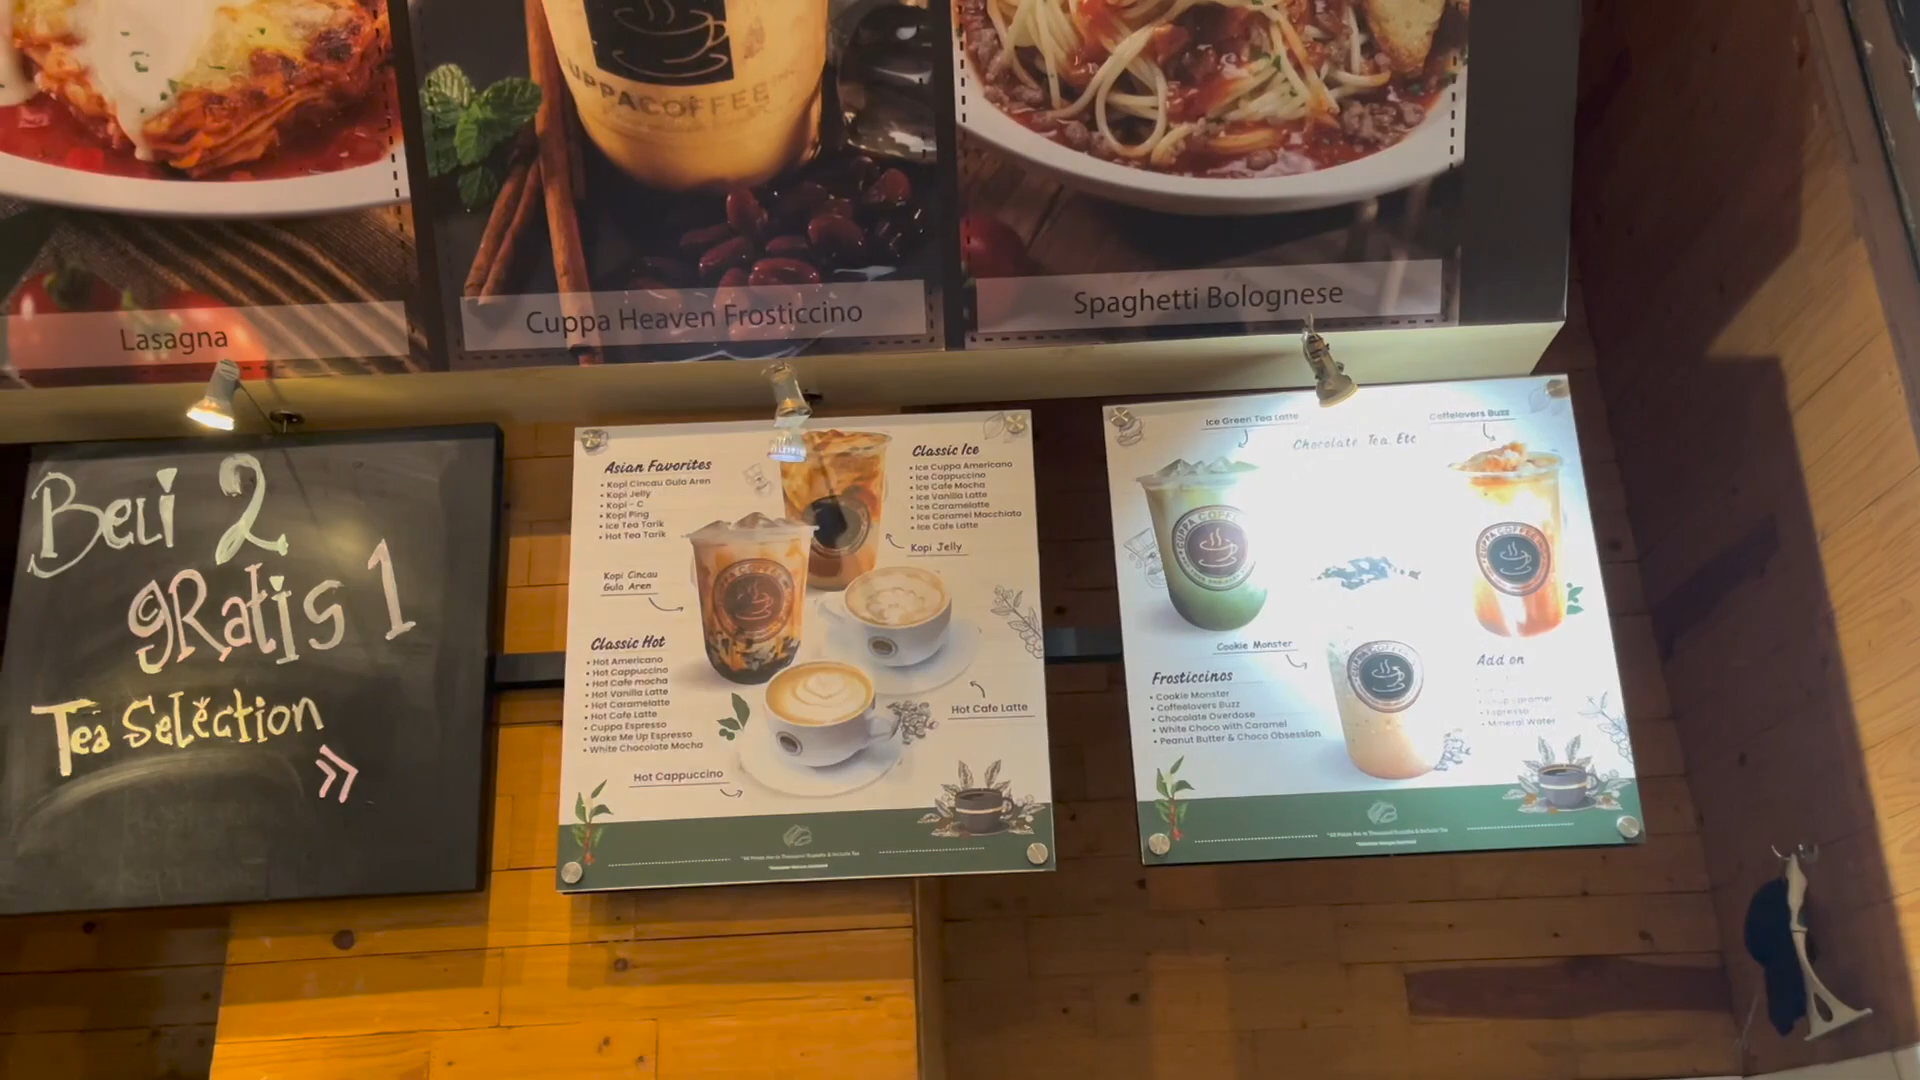 UPPACOFFEE
Lasagna
Cuppa Heaven Frosticcino
Spaghetti Bolognese
Beli 2
gRatis 1
Tea Selection
Asian Favorites
• Kopi Cincau Gula Aren
• Kopi Jelly
• Kopi - C
• Kopi Ping
• Ice Tea Tarik
• Hot Tea Tarik
Classic Ice
• Ice Cuppa Americano
• Ice Cappuccino
• Ice Cafe Mocha
• Ice Vanilla Latte
• Ice Caramelatte
• Ice Caramel Macchiato
• Ice Cafe Latte
Kopi Jelly
Kopi Cincau
Gula Aren
Classic Hot
• Hot Americano
• Hot Cappuccino
• Hot Cafe mocha
• Hot Vanilla Latte
• Hot Caramelatte
• Hot Cafe Latte
• Cuppa Espresso
• Wake Me Up Espresso
• White Chocolate Mocha
Hot Cafe Latte
Hot Cappuccino
Ice Green Tea Latte
Caffelovers Buzz
Chocolate Tea. Etc
CUPPA COFFEE
CUPPA COFFEE
Cookie Monster
Frosticcinos
• Cookie Monster
• Coffeelovers Buzz
• Chocolate Overdose
• White Choco with Caramel
• Peanut Butter & Choco Obsession
Add on
• Espresso
• Mineral Water